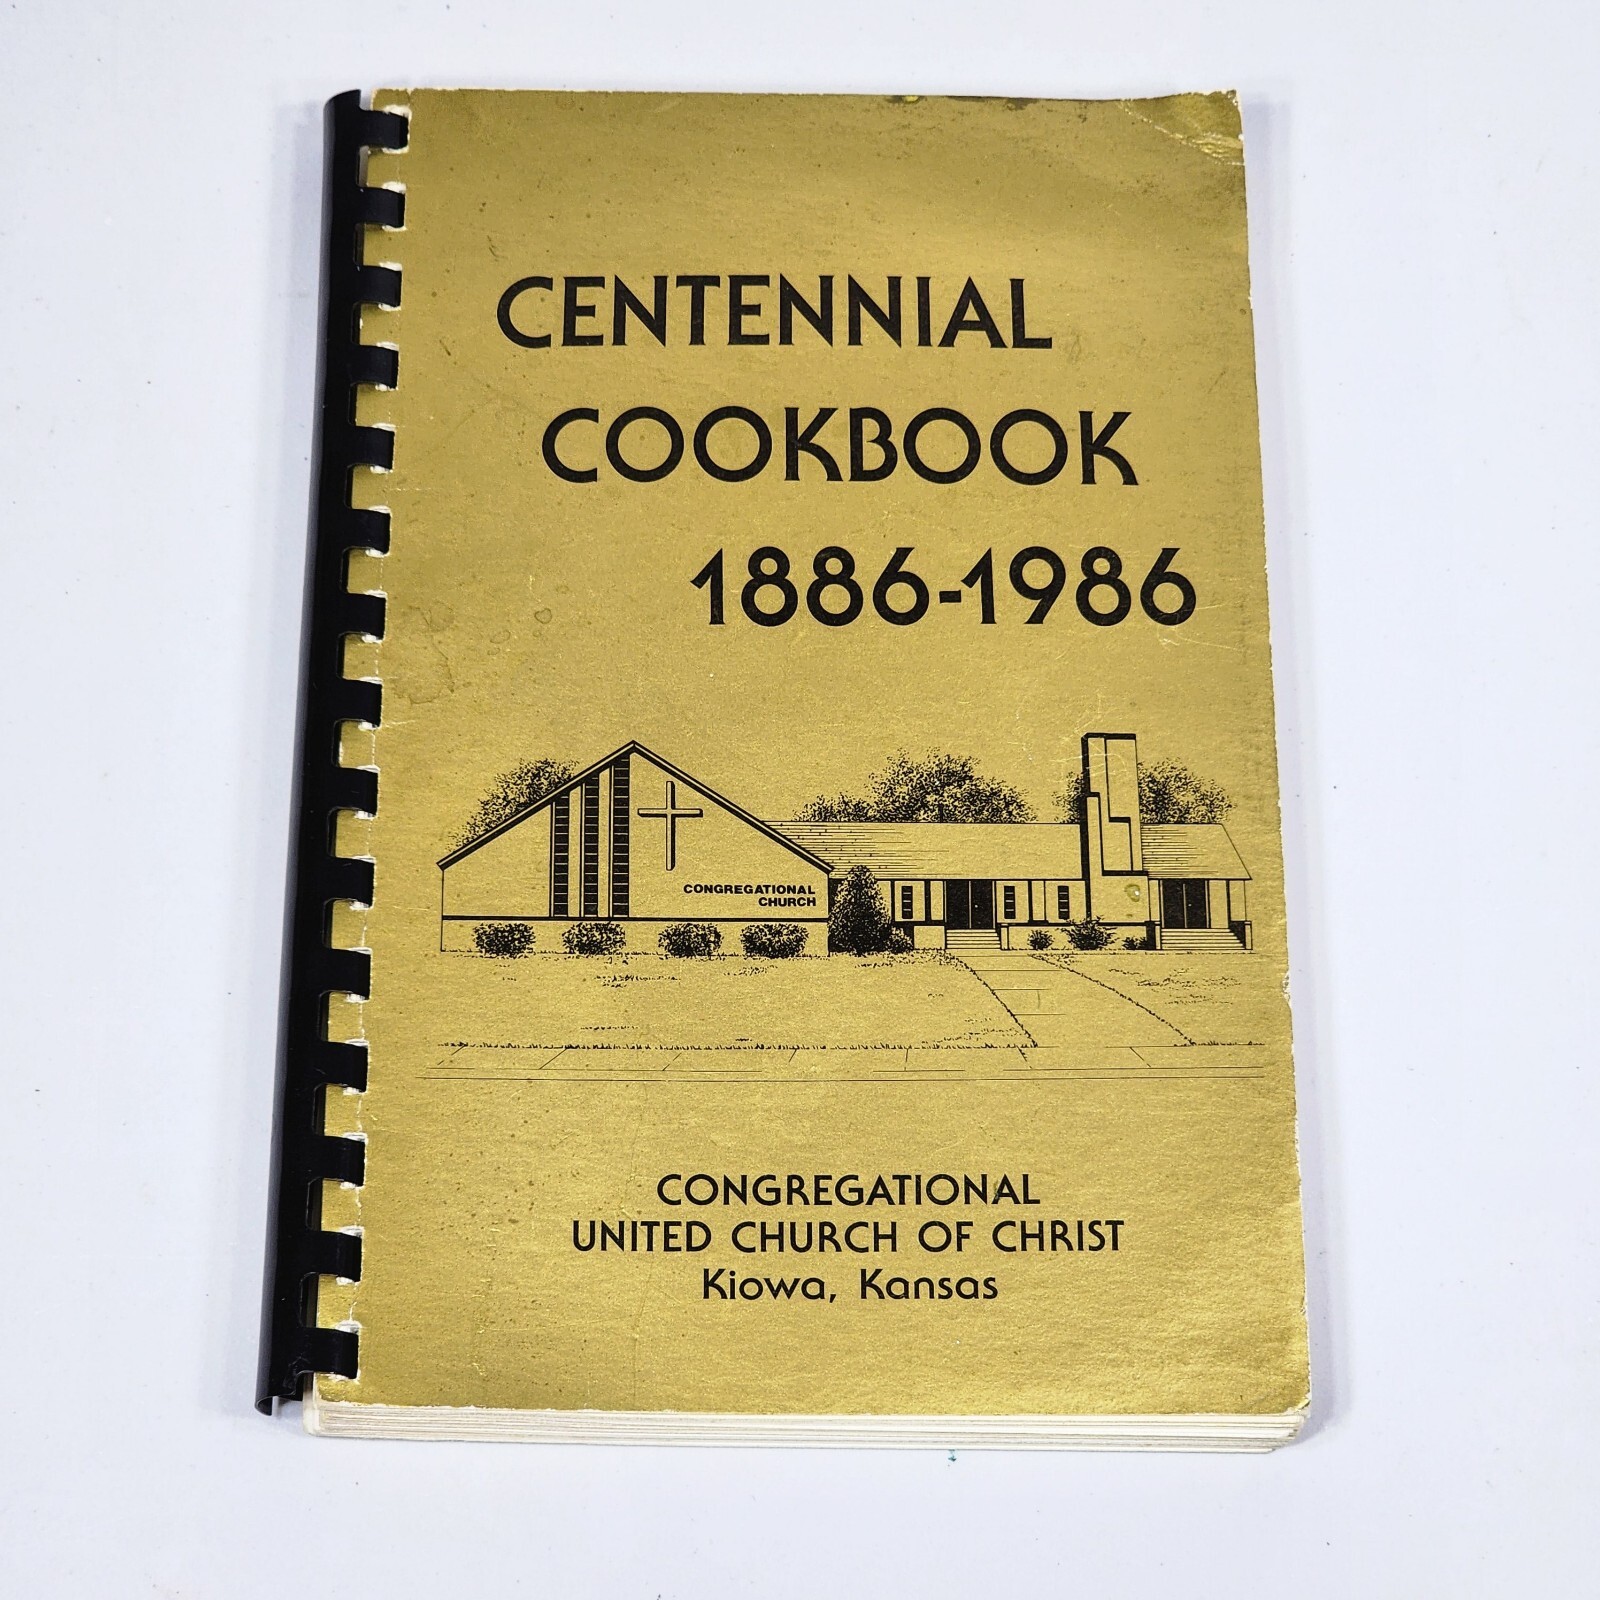 CENTENNIAL
COOKBOOK
1886-1986
CONGREGATIONAL
CHURCH
CONGREGATIONAL
UNITED CHURCH OF CHRIST
Kiowa, Kansas